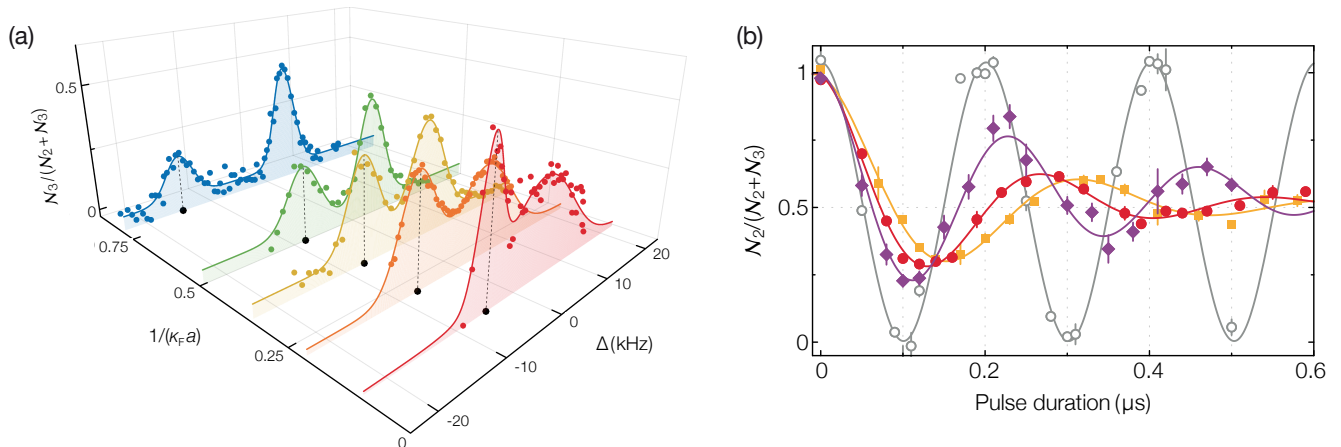 (a)
N₃/(N₂+N₃)
0.5
0
0.75
0.5
0.25
0
1/(κ_F a)
-20
-10
0
10
20
Δ(kHz)
(b)
N₂/(N₂+N₃)
1
0.5
0
0
0.2
0.4
0.6
Pulse duration (µs)